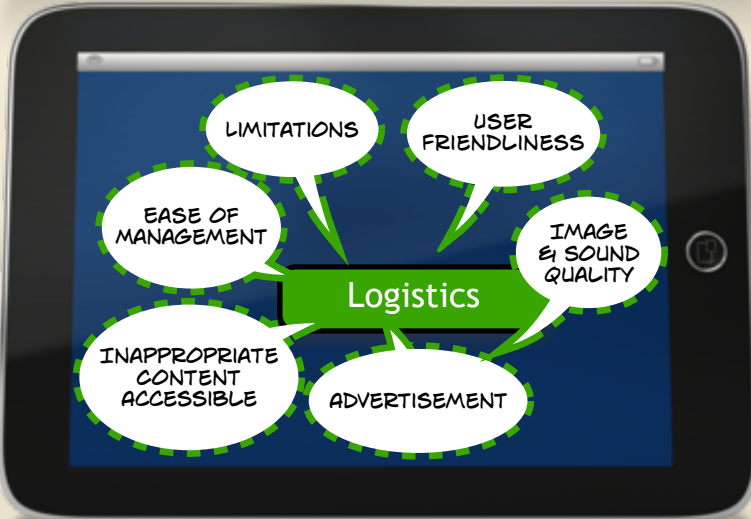 LIMITATIONS
USER
FRIENDLINESS
EASE OF
MANAGEMENT
IMAGE
& SOUND
QUALITY
Logistics
INAPPROPRIATE
CONTENT
ACCESSIBLE
ADVERTISEMENT